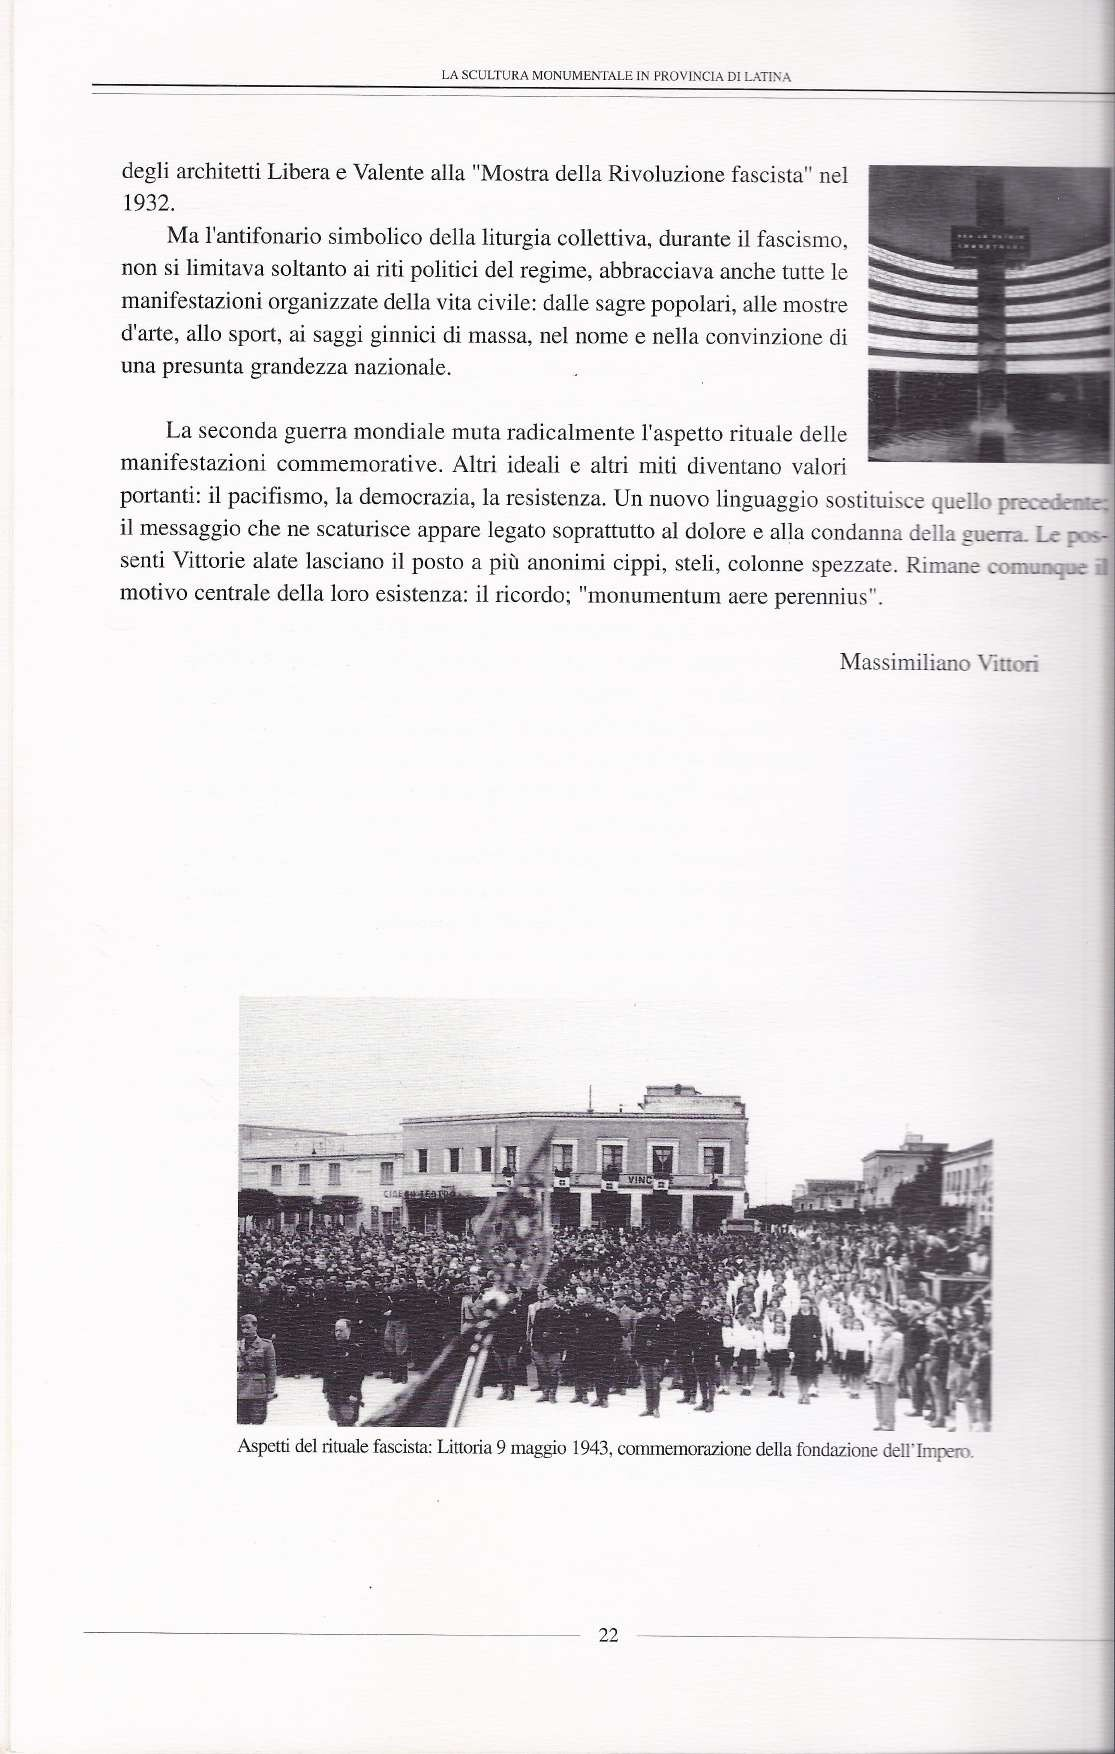 LA SCULTURA MONUMENTALE IN PROVINCIA DI LATINA
degli architetti Libera e Valente alla "Mostra della Rivoluzione fascista" nel
1932.
Ma l'antifonario simbolico della liturgia collettiva, durante il fascismo,
non si limitava soltanto ai riti politici del regime, abbracciava anche tutte le
manifestazioni organizzate della vita civile: dalle sagre popolari, alle mostre
d'arte, allo sport, ai saggi ginnici di massa, nel nome e nella convinzione di
una presunta grandezza nazionale.
La seconda guerra mondiale muta radicalmente l'aspetto rituale delle
manifestazioni commemorative. Altri ideali e altri miti diventano valori
portanti: il pacifismo, la democrazia, la resistenza. Un nuovo linguaggio sostituisce quello precedente;
il messaggio che ne scaturisce appare legato soprattutto al dolore e alla condanna della guerra. Le pos-
senti Vittorie alate lasciano il posto a più anonimi cippi, steli, colonne spezzate. Rimane comunque il
motivo centrale della loro esistenza: il ricordo; "monumentum aere perennius".
Massimiliano Vittori
CINEMA TEATRO
VINC
Aspetti del rituale fascista: Littoria 9 maggio 1943, commemorazione della fondazione dell'Impero.
22